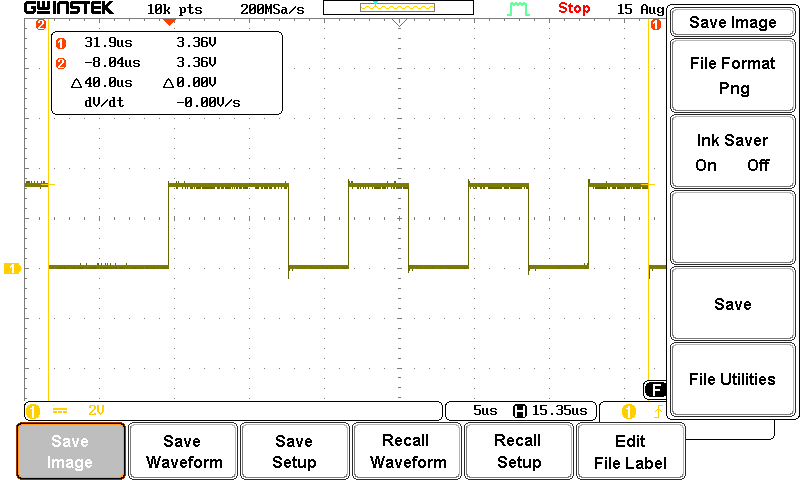 GWINSTEK 10k pts 200MSa/s Stop 15 Aug
2 1
1 31.9us 3.36V
2 -8.04us 3.36V
△40.0us △0.00V
dV/dt -0.00V/s
1
1 2V 5us H 15.35us 1
F
Save Image
File Format
Png
Ink Saver
On Off
Save
File Utilities
Save
Image
Save
Waveform
Save
Setup
Recall
Waveform
Recall
Setup
Edit
File Label